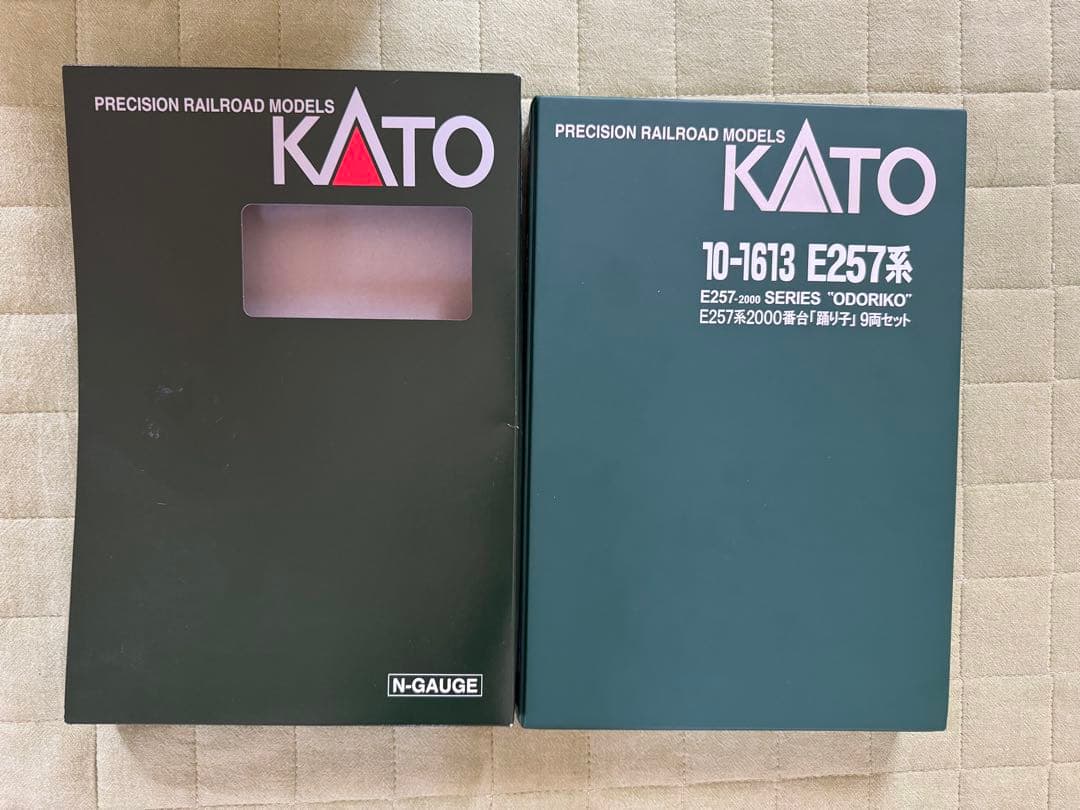 PRECISION RAILROAD MODELS
KATO
N-GAUGE
PRECISION RAILROAD MODELS
KATO
10-1613 E257系
E257-2000 SERIES "ODORIKO"
E257系2000番台「踊り子」9両セット